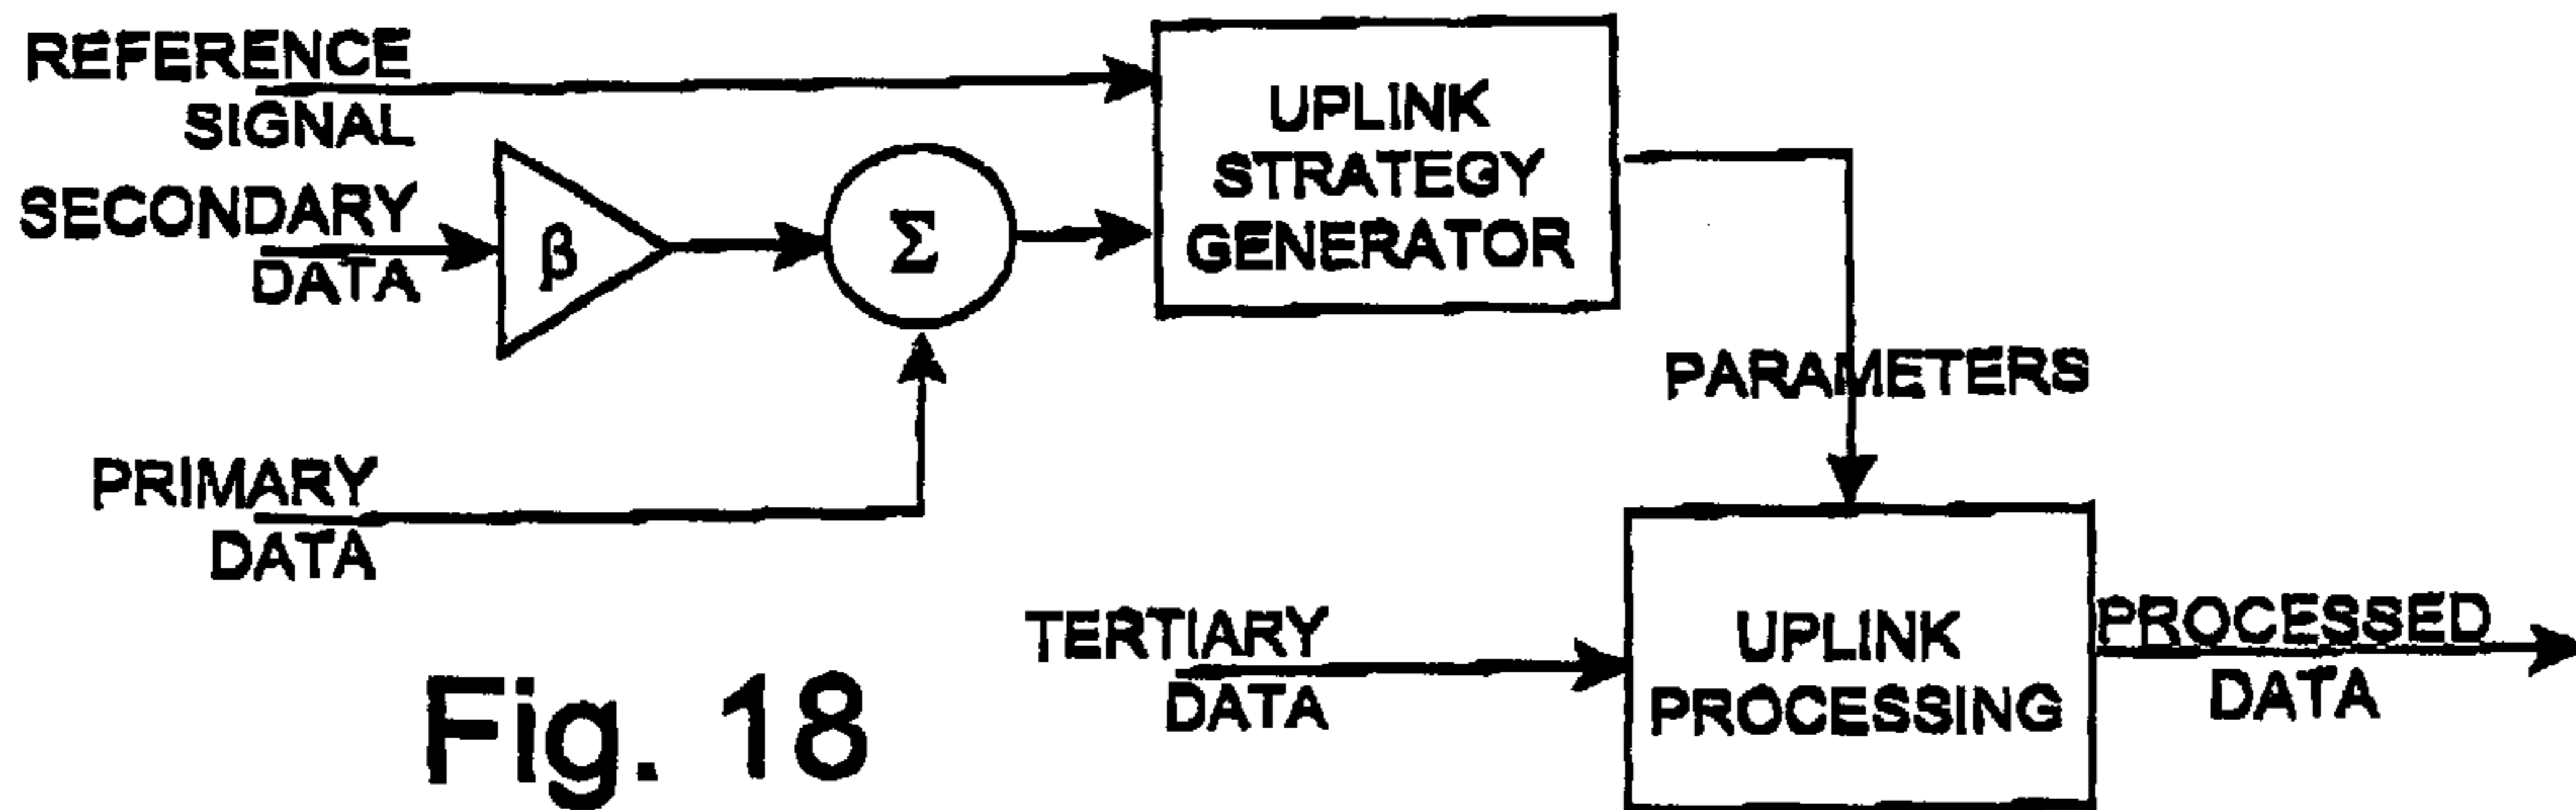 REFERENCE
SIGNAL
SECONDARY
DATA
β
Σ
UPLINK
STRATEGY
GENERATOR
PARAMETERS
PRIMARY
DATA
TERTIARY
DATA
UPLINK
PROCESSING
PROCESSED
DATA
Fig. 18